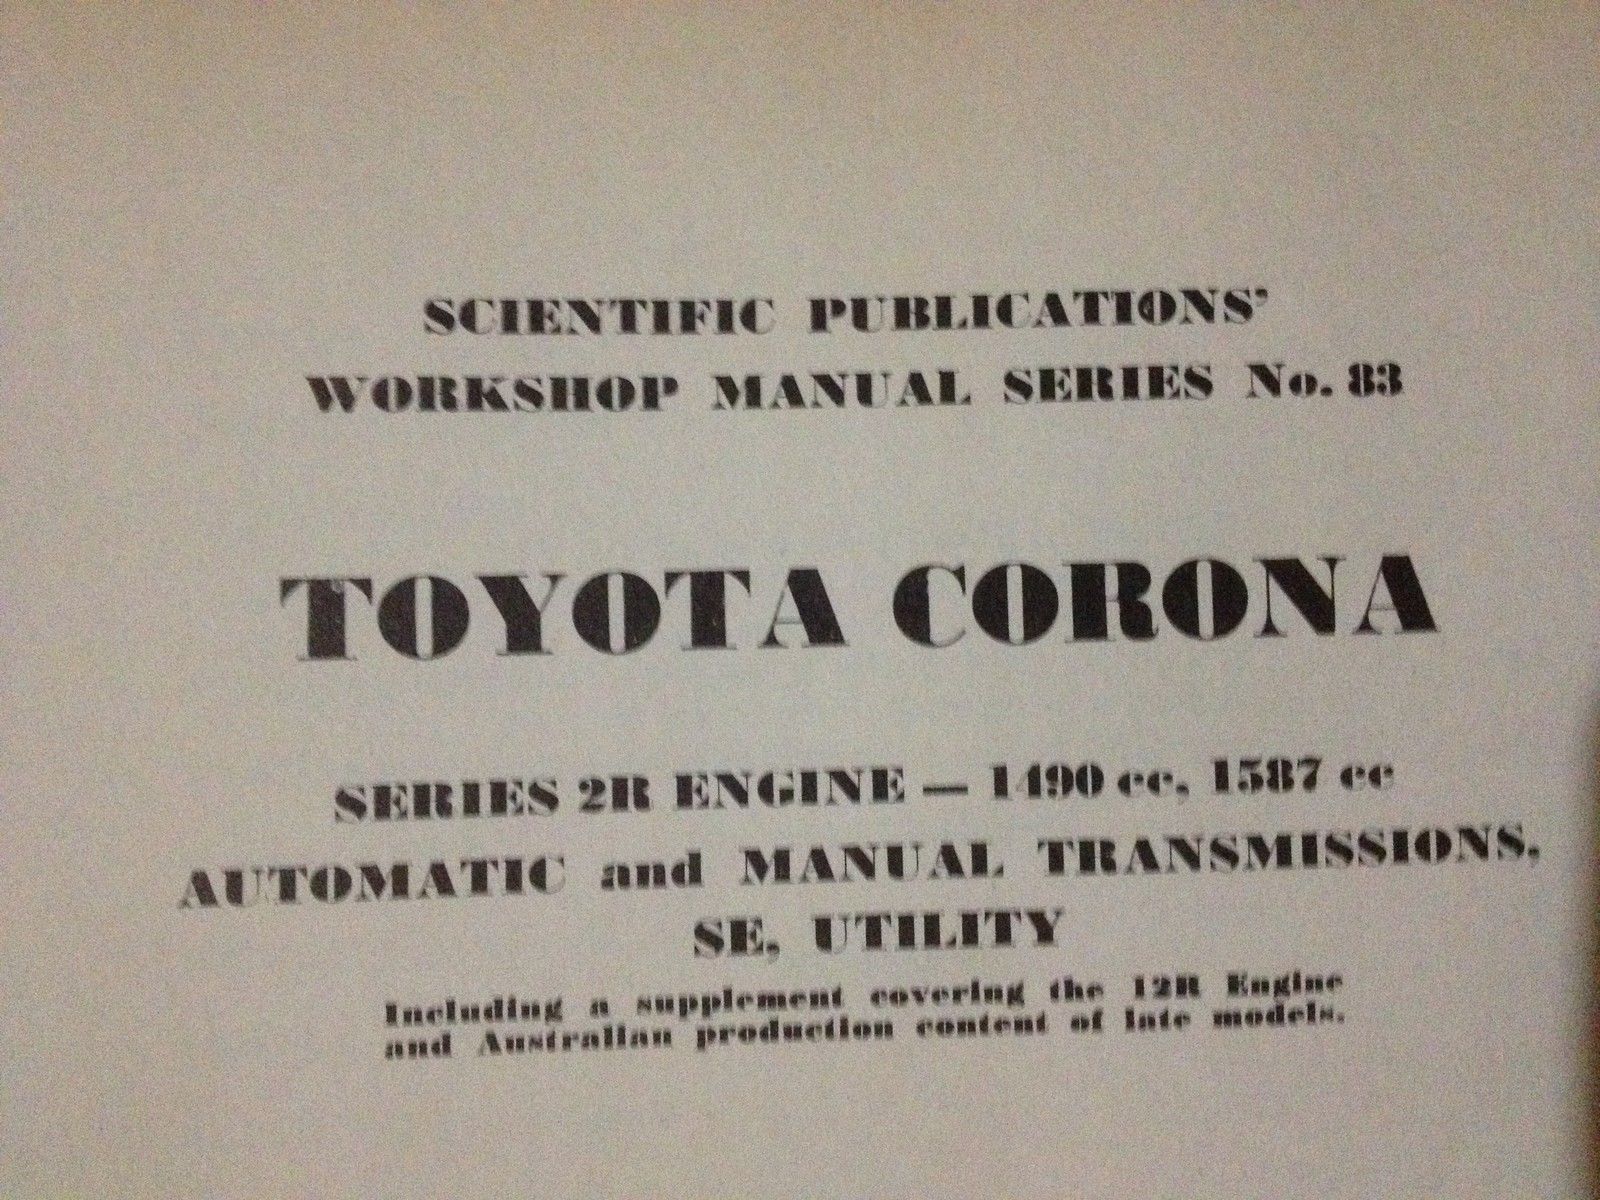 SCIENTIFIC PUBLICATIONS'
WORKSHOP MANUAL SERIES No. 83
TOYOTA CORONA
SERIES 2R ENGINE — 1490 cc, 1587 cc
AUTOMATIC and MANUAL TRANSMISSIONS,
SE, UTILITY
Including a supplement covering the 12R Engine
and Australian production content of late models.